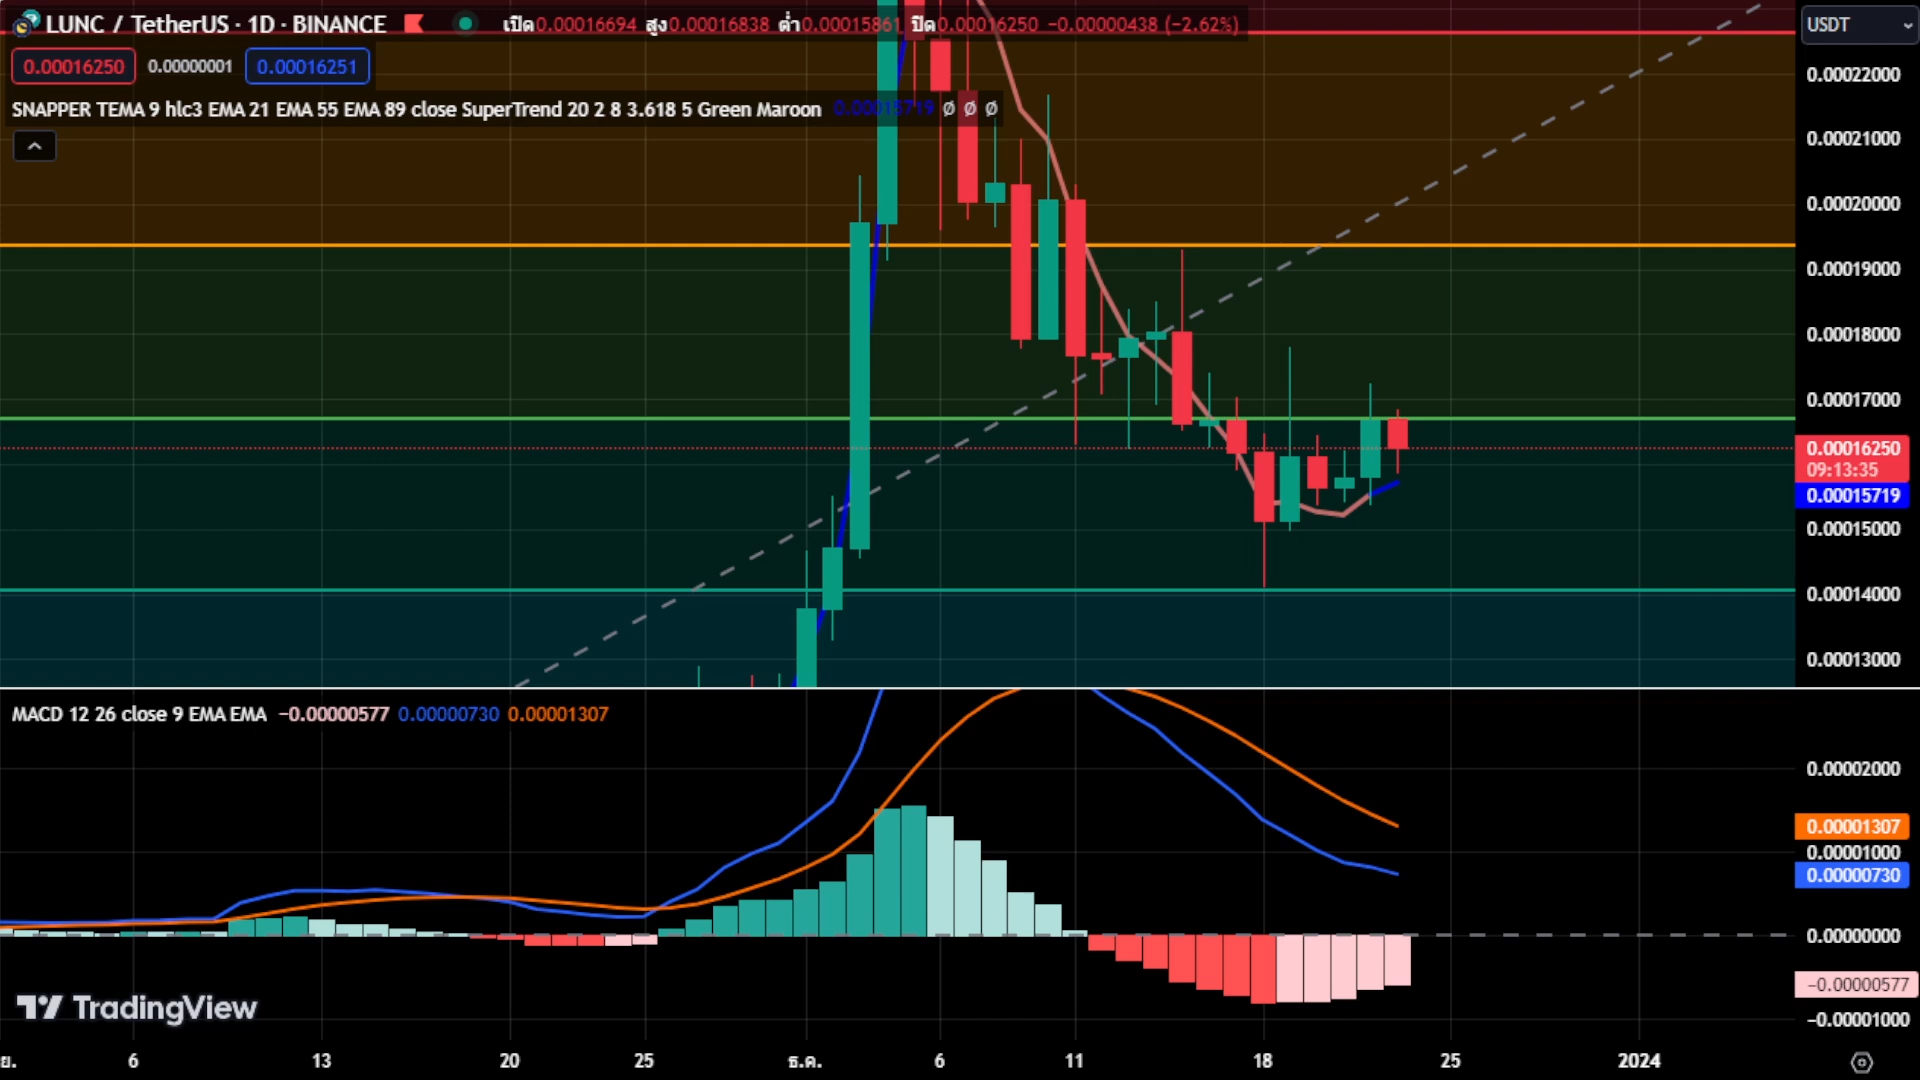 LUNC / TetherUS · 1D · BINANCE เปิด0.00016694 สูง0.00016838 ต่ำ0.00015861 ปิด0.00016250 −0.00000438 (−2.62%)
USDT
0.00016250 0.00000001 0.00016251
SNAPPER TEMA 9 hlc3 EMA 21 EMA 55 EMA 89 close SuperTrend 20 2 8 3.618 5 Green Maroon 0.00015719 ∅ ∅ ∅
0.00022000
0.00021000
0.00020000
0.00019000
0.00018000
0.00017000
0.00016250
09:13:35
0.00015719
0.00015000
0.00014000
0.00013000
MACD 12 26 close 9 EMA EMA −0.00000577 0.00000730 0.00001307
0.00002000
0.00001307
0.00001000
0.00000730
0.00000000
−0.00000577
−0.00001000
TradingView
ย. 6 13 20 25 ธ.ค. 6 11 18 25 2024